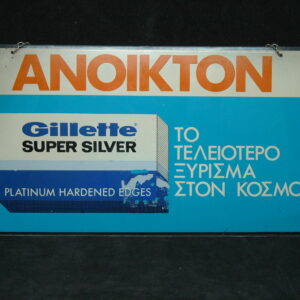 ΑΝΟΙΚΤΟΝ
Gillette®
SUPER SILVER
PLATINUM HARDENED EDGES
ΤΟ
ΤΕΛΕΙΟΤΕΡΟ
ΞΥΡΙΣΜΑ
ΣΤΟΝ ΚΟΣΜΟ